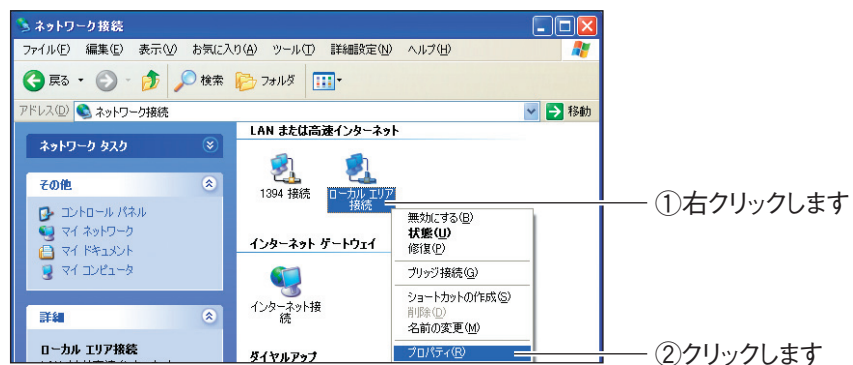 ネットワーク接続
ファイル(F) 編集(E) 表示(V) お気に入り(A) ツール(T) 詳細設定(N) ヘルプ(H)
戻る 検索 フォルダ
アドレス(D) ネットワーク接続 移動
ネットワーク タスク
その他
コントロール パネル
マイ ネットワーク
マイ ドキュメント
マイ コンピュータ
詳細
ローカル エリア接続
LAN または高速インターネット
1394 接続
ローカル エリア
接続
インターネット ゲートウェイ
インターネット接
続
ダイヤルアップ
無効にする(B)
状態(U)
修復(P)
ブリッジ接続(G)
ショートカットの作成(S)
削除(D)
名前の変更(M)
プロパティ(R)
①右クリックします
②クリックします